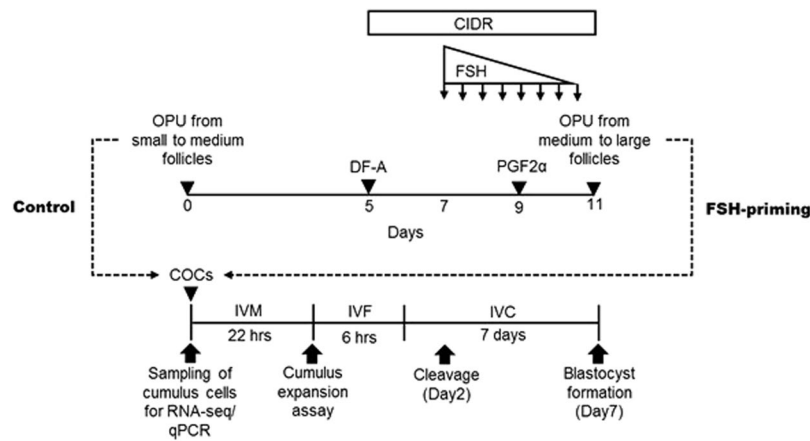 CIDR
FSH
OPU from
small to medium
follicles
OPU from
medium to large
follicles
DF-A
PGF2α
Control
FSH-priming
0
5
7
9
11
Days
COCs
IVM
IVF
IVC
22 hrs
6 hrs
7 days
Sampling of
cumulus cells
for RNA-seq/
qPCR
Cumulus
expansion
assay
Cleavage
(Day2)
Blastocyst
formation
(Day7)